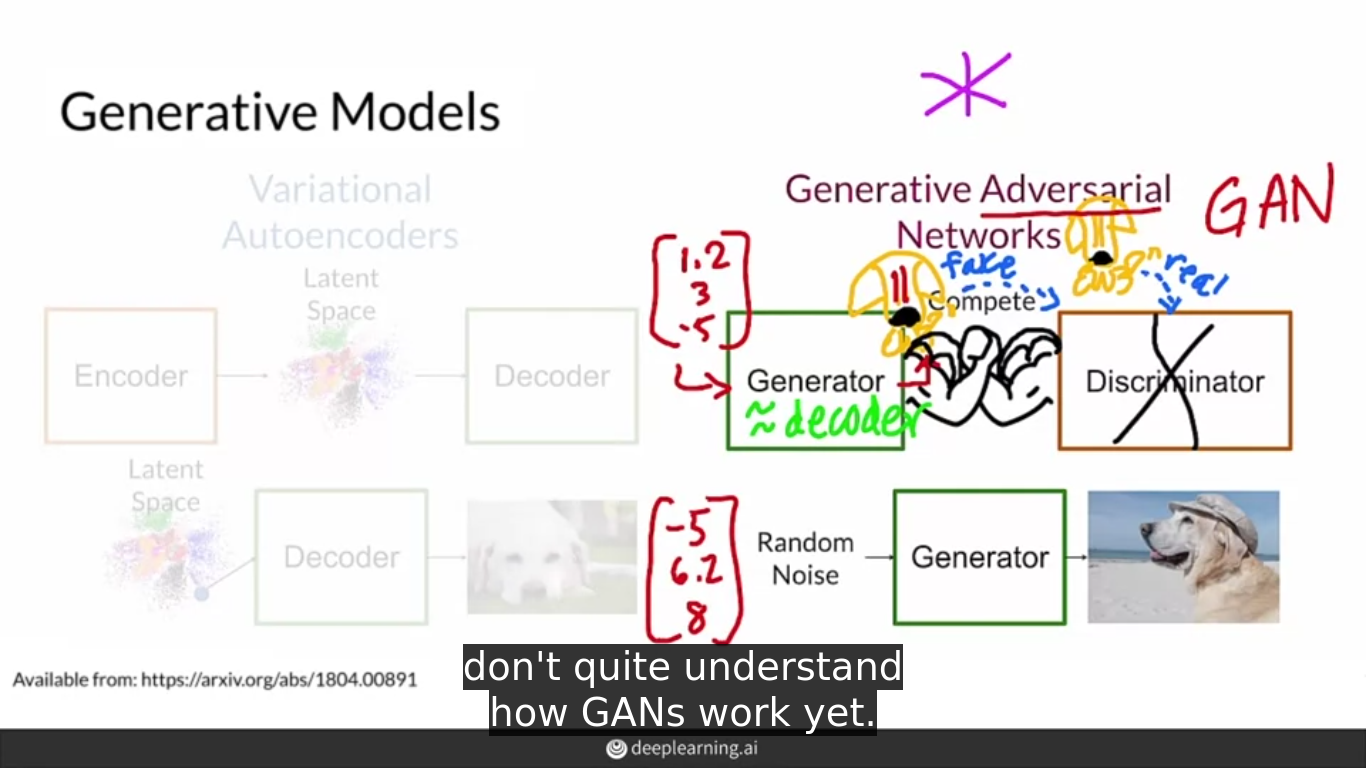 Generative Models
Variational
Autoencoders
Latent
Space
Encoder
Decoder
Latent
Space
Decoder
Generative Adversarial
Networks
GAN
1.2
3
-5
fake
real
Compete
Generator
≈ decoder
Discriminator
-5
6.2
8
Random
Noise
Generator
Available from: https://arxiv.org/abs/1804.00891
don't quite understand
how GANs work yet.
deeplearning.ai